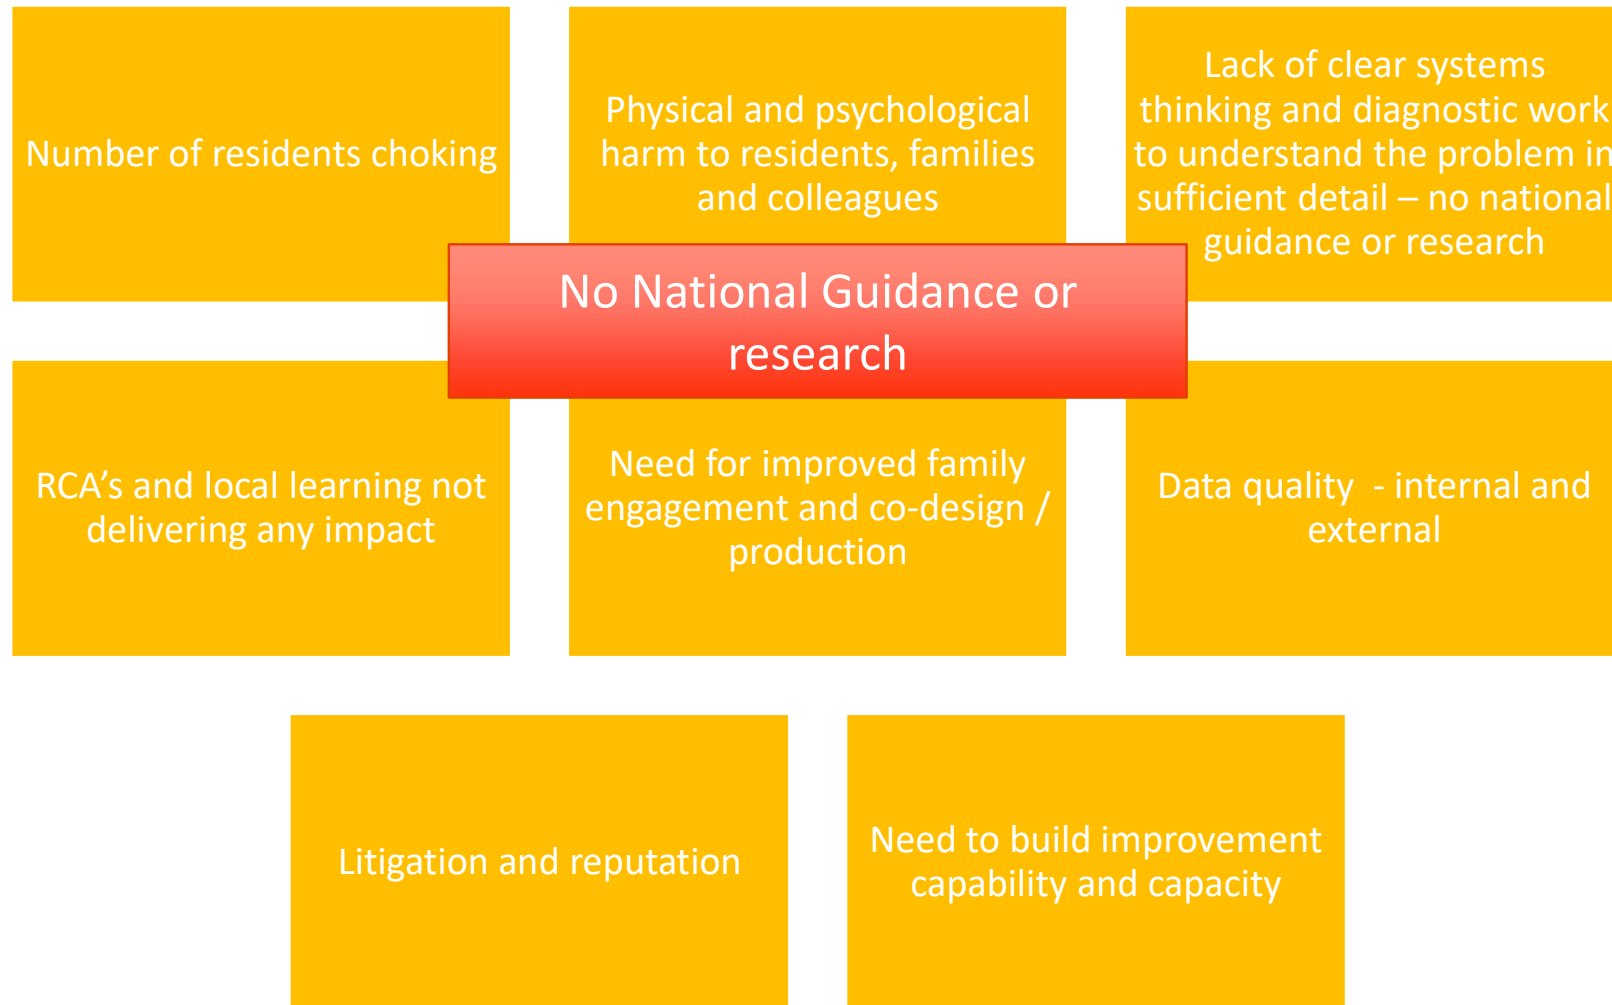 Number of residents choking
Physical and psychological
harm to residents, families
and colleagues
Lack of clear systems
thinking and diagnostic work
to understand the problem in
sufficient detail – no national
guidance or research
No National Guidance or
research
RCA’s and local learning not
delivering any impact
Need for improved family
engagement and co-design /
production
Data quality  - internal and
external
Litigation and reputation
Need to build improvement
capability and capacity